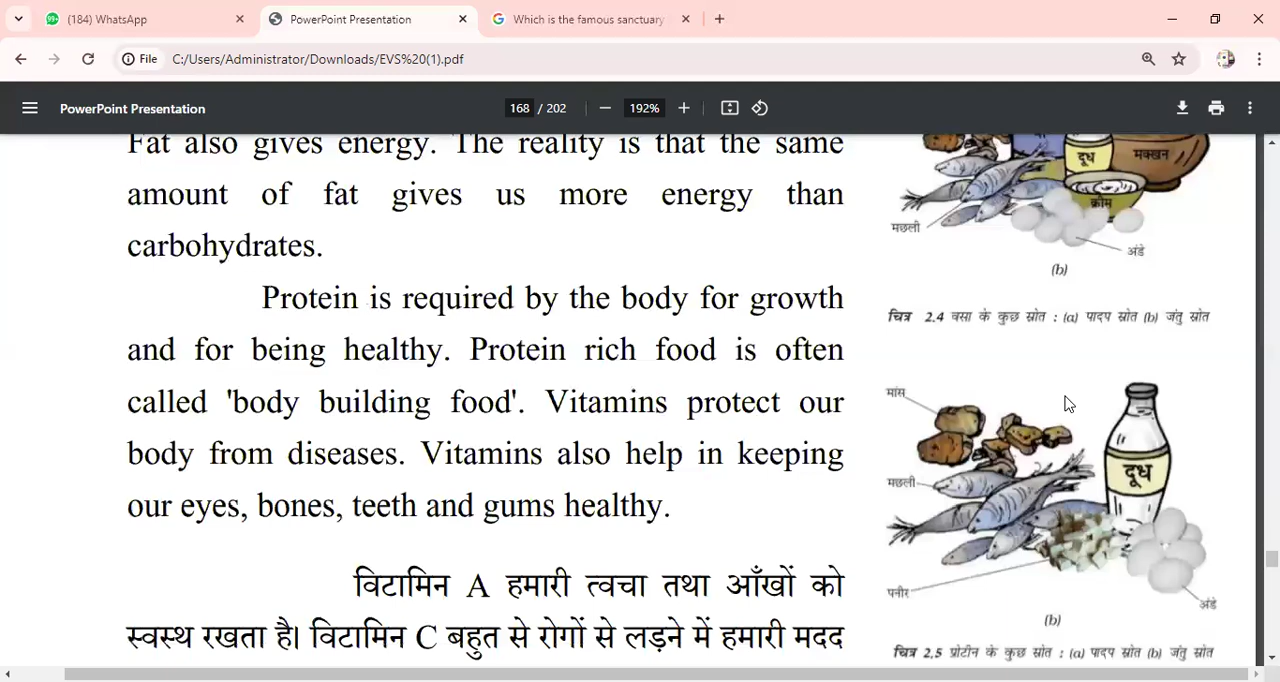 (184) WhatsApp
PowerPoint Presentation
Which is the famous sanctuary
File
C:/Users/Administrator/Downloads/EVS%20(1).pdf
PowerPoint Presentation
168 / 202
192%
Fat also gives energy. The reality is that the same
amount of fat gives us more energy than
carbohydrates.
Protein is required by the body for growth
and for being healthy. Protein rich food is often
called 'body building food'. Vitamins protect our
body from diseases. Vitamins also help in keeping
our eyes, bones, teeth and gums healthy.
विटामिन A हमारी त्वचा तथा आँखों को
स्वस्थ रखता है। विटामिन C बहुत से रोगों से लड़ने में हमारी मदद
दूध
मक्खन
क्रीम
मछली
अंडे
(b)
चित्र 2.4 वसा के कुछ स्रोत : (a) पादप स्रोत (b) जंतु स्रोत
मांस
मछली
दूध
पनीर
अंडे
(b)
चित्र 2.5 प्रोटीन के कुछ स्रोत : (a) पादप स्रोत (b) जंतु स्रोत